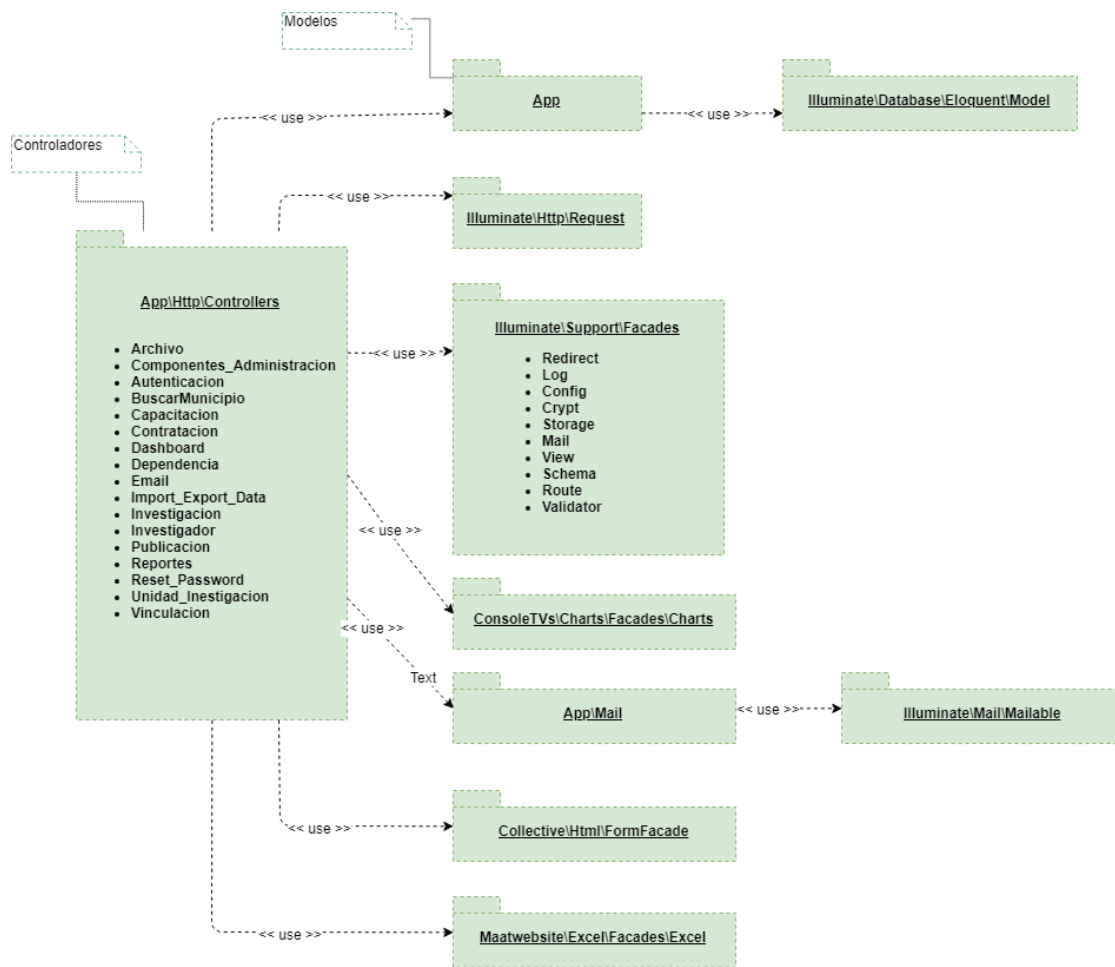 Modelos
App
Illuminate\Database\Eloquent\Model
<< use >>
<< use >>
Controladores
<< use >>
Illuminate\Http\Request
App\Http\Controllers
Archivo
Componentes_Administracion
Autenticacion
BuscarMunicipio
Capacitacion
Contratacion
Dashboard
Dependencia
Email
Import_Export_Data
Investigacion
Investigador
Publicacion
Reportes
Reset_Password
Unidad_Inestigacion
Vinculacion
<< use >>
Illuminate\Support\Facades
Redirect
Log
Config
Crypt
Storage
Mail
View
Schema
Route
Validator
<< use >>
ConsoleTVs\Charts\Facades\Charts
<< use >>
Text
App\Mail
<< use >>
Illuminate\Mail\Mailable
<< use >>
Collective\Html\FormFacade
<< use >>
Maatwebsite\Excel\Facades\Excel